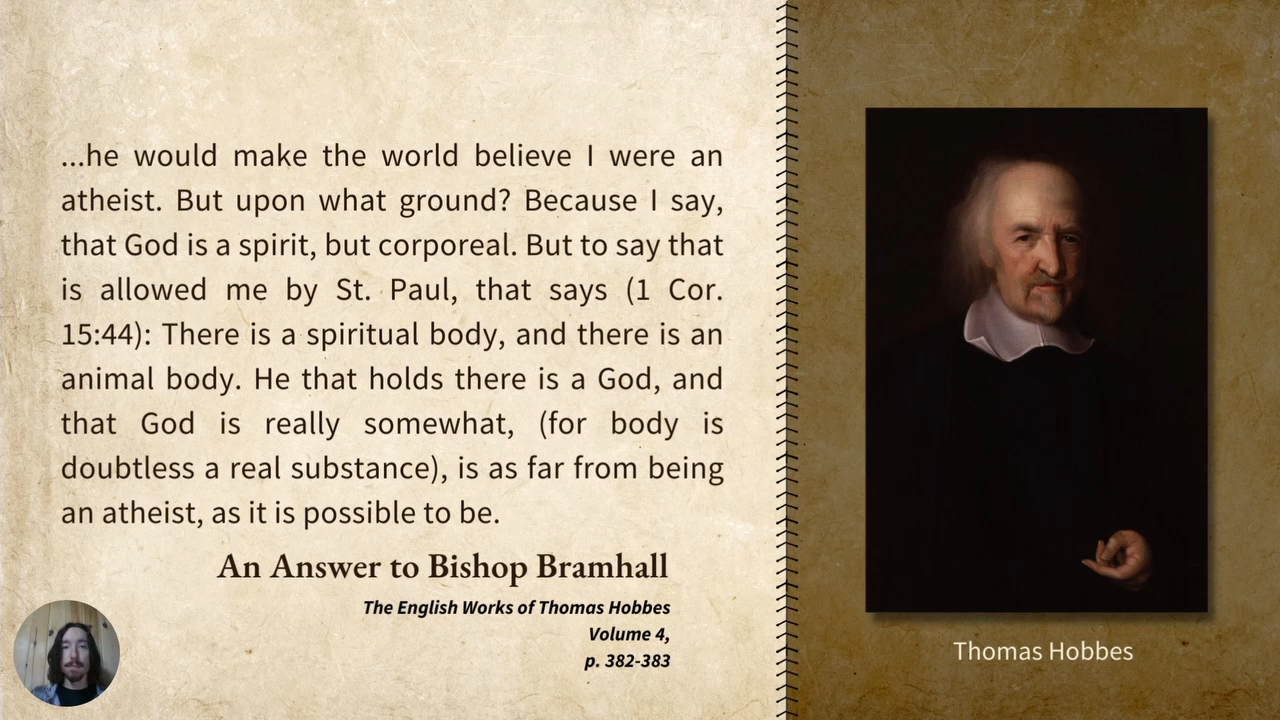 ...he would make the world believe I were an
atheist. But upon what ground? Because I say,
that God is a spirit, but corporeal. But to say that
is allowed me by St. Paul, that says (1 Cor.
15:44): There is a spiritual body, and there is an
animal body. He that holds there is a God, and
that God is really somewhat, (for body is
doubtless a real substance), is as far from being
an atheist, as it is possible to be.
An Answer to Bishop Bramhall
The English Works of Thomas Hobbes
Volume 4,
p. 382-383
Thomas Hobbes